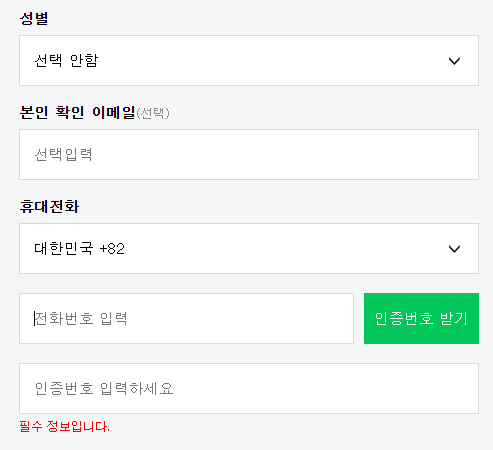 성별
선택 안함
본인 확인 이메일(선택)
선택입력
휴대전화
대한민국 +82
전화번호 입력 인증번호 받기
인증번호 입력하세요
필수 정보입니다.